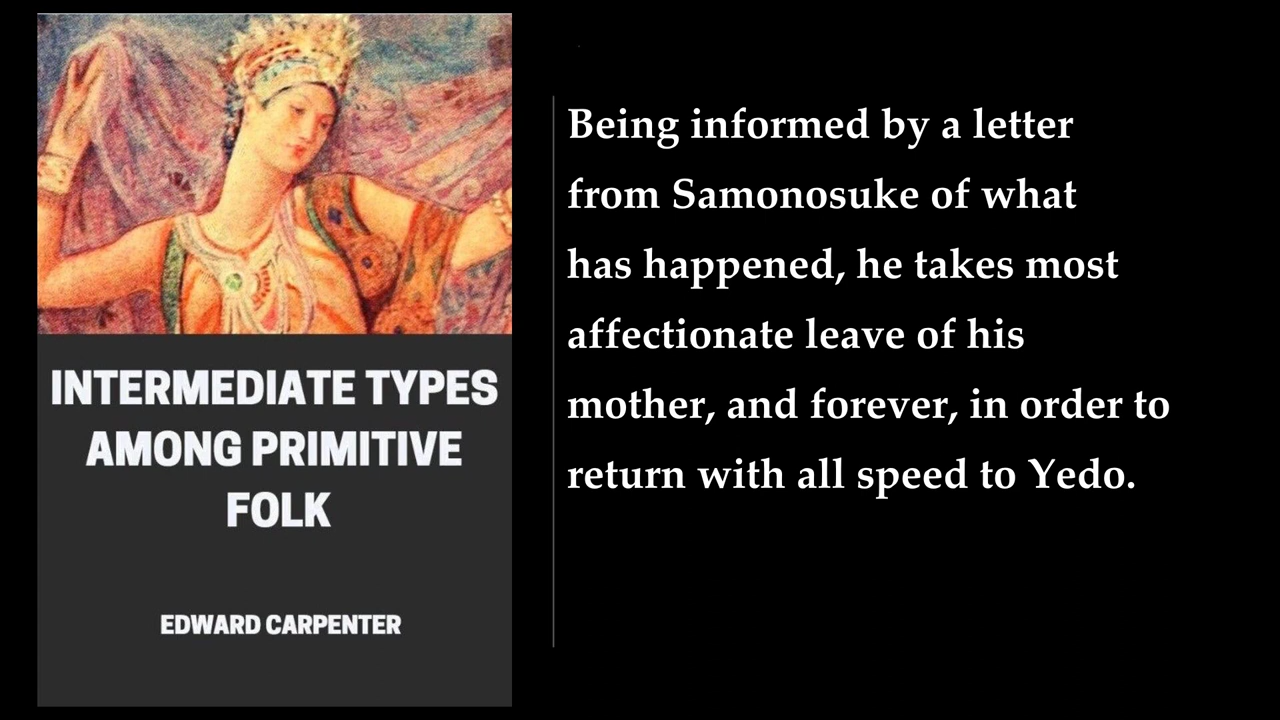 INTERMEDIATE TYPES
AMONG PRIMITIVE
FOLK
EDWARD CARPENTER
Being informed by a letter
from Samonosuke of what
has happened, he takes most
affectionate leave of his
mother, and forever, in order to
return with all speed to Yedo.